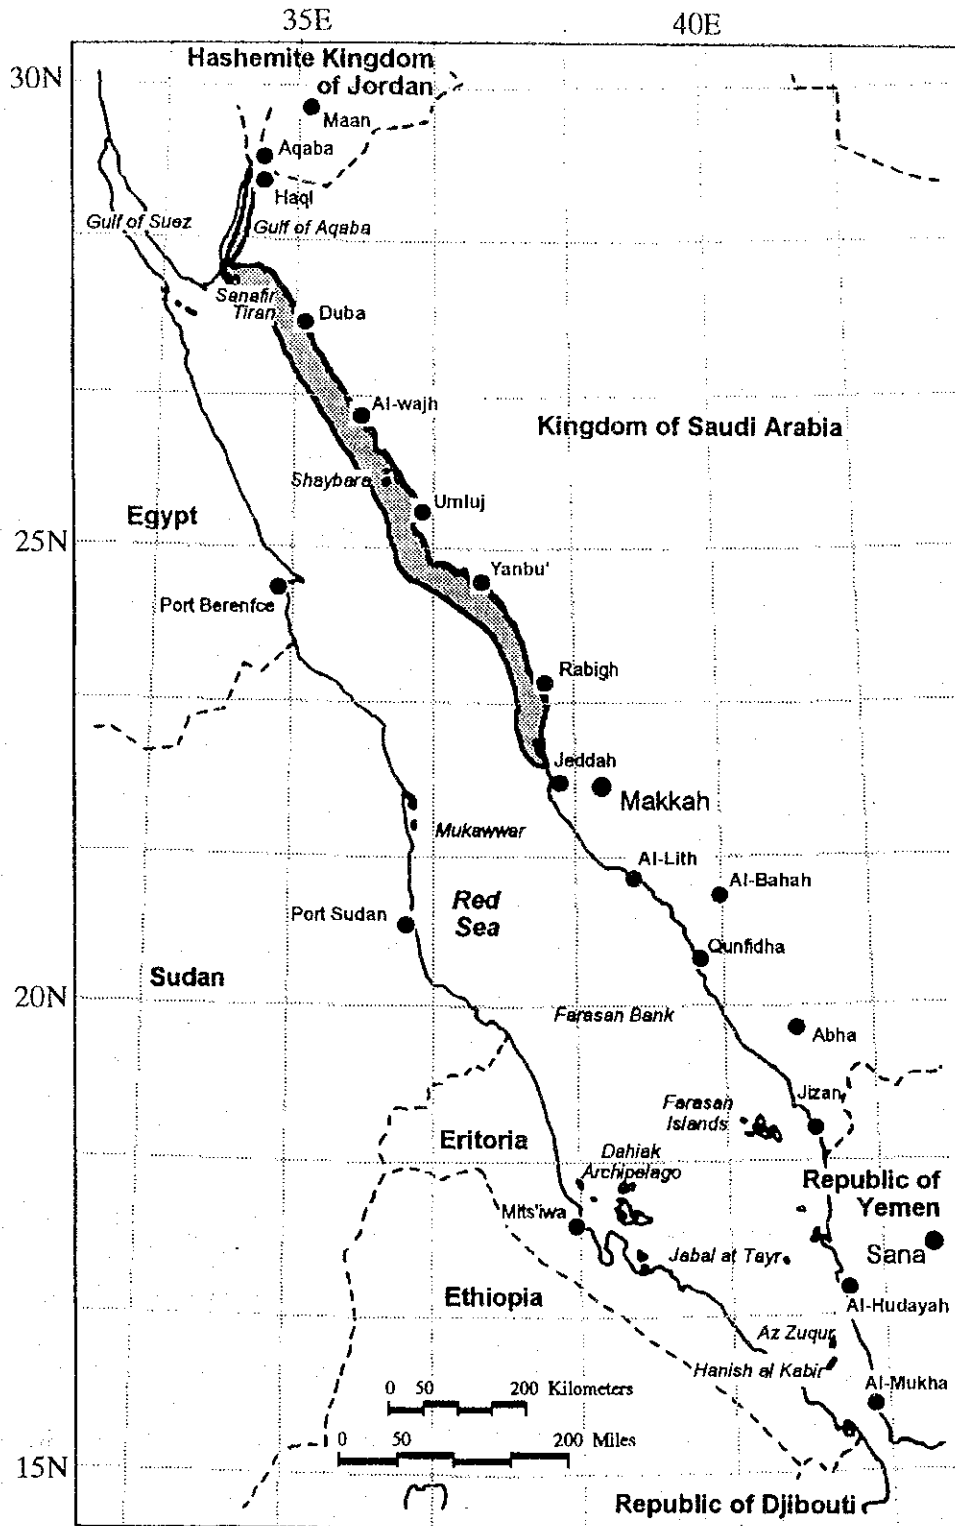 35E 40E
30N
Hashemite Kingdom
of Jordan
Maan
Aqaba
Haql
Gulf of Suez
Gulf of Aqaba
Sanafir
Tiran
Duba
Al-wajh
Kingdom of Saudi Arabia
Shaybara
Umluj
Egypt
25N
Yanbu'
Port Berenfce
Rabigh
Jeddah
Makkah
Mukawwar
Al-Lith
Al-Bahah
Red
Sea
Port Sudan
Qunfidha
Sudan
20N
Farasan Bank
Abha
Jizan
Farasan
Islands
Eritoria
Dahiak
Archipelago
Republic of
Yemen
Mits'iwa
Sana
Jabal at Tayr
Ethiopia
Al-Hudayah
Az Zuqur
Hanish al Kabir
Al-Mukha
0 50 200 Kilometers
0 50 200 Miles
15N
Republic of Djibouti